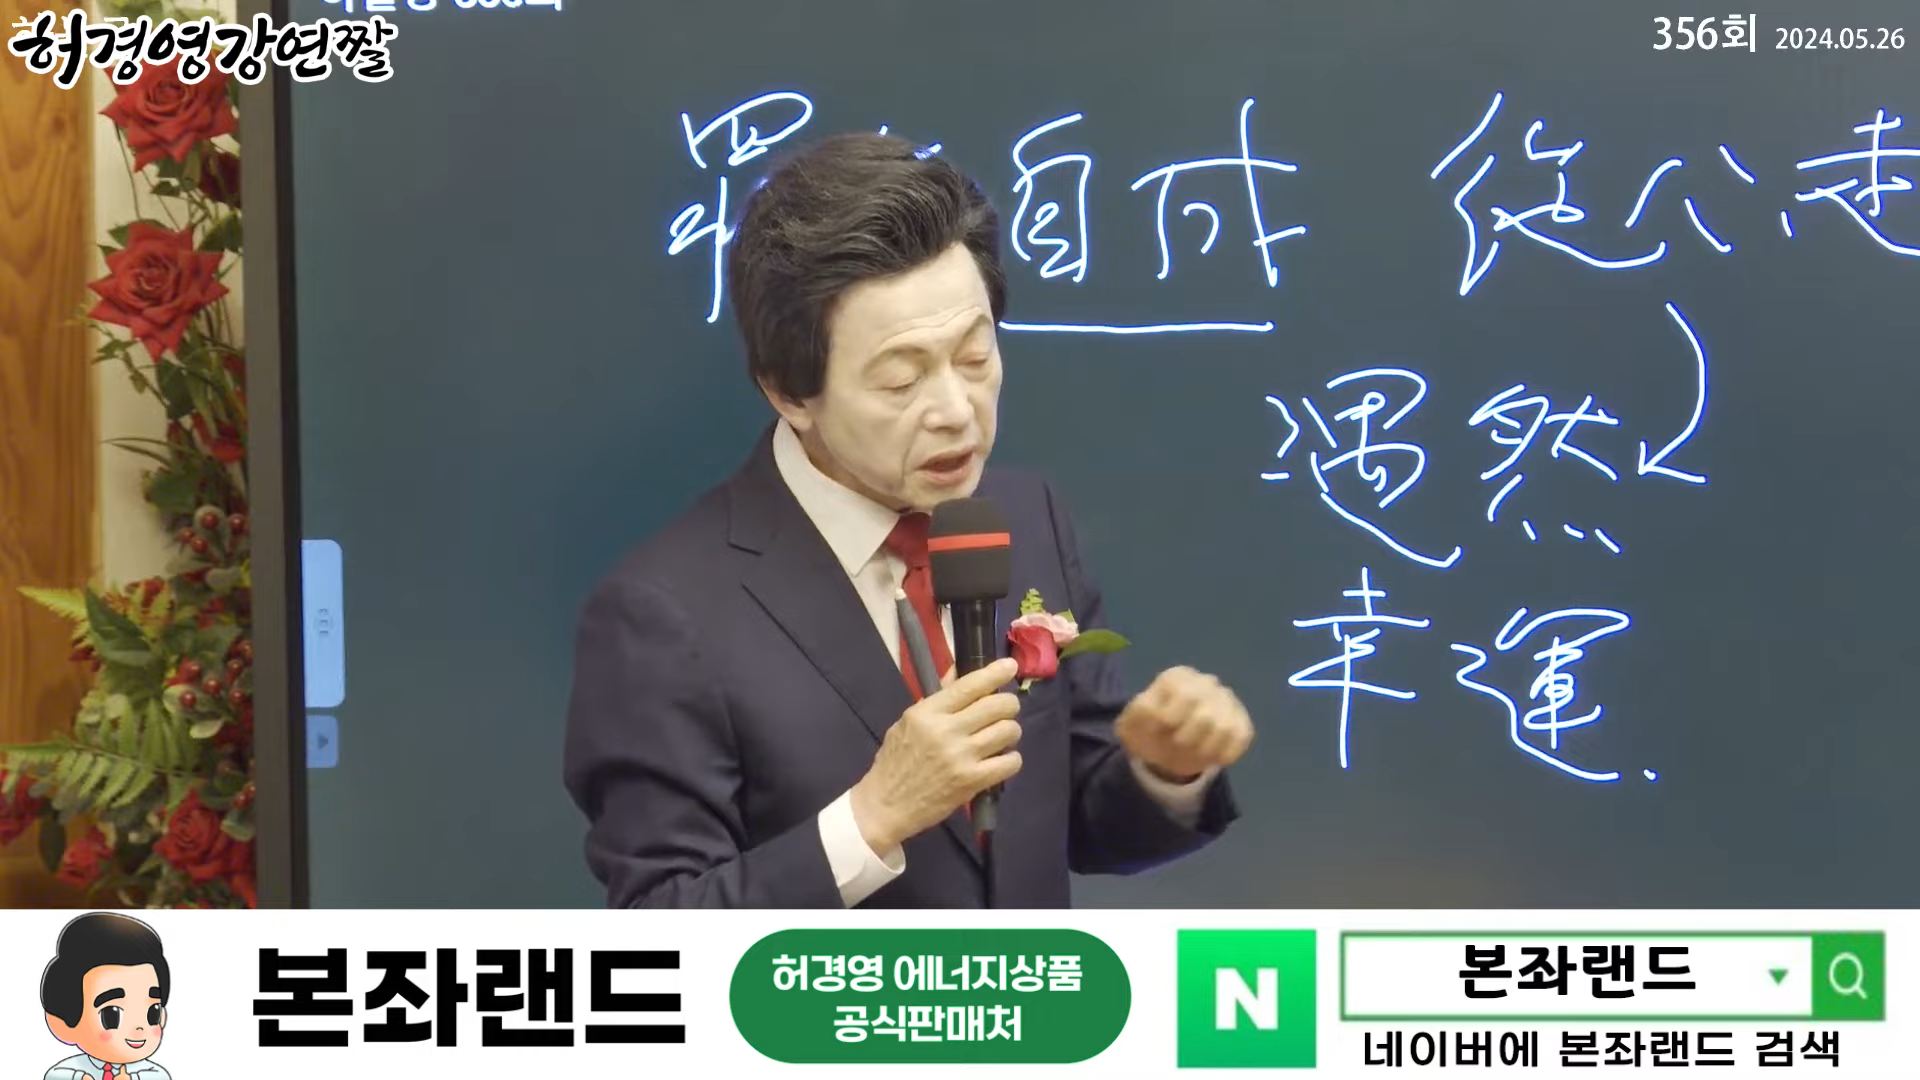 허경영강연짤
356회 2024.05.26
自成 從公走
遇然
幸運.
본좌랜드
허경영 에너지상품
공식판매처
N
본좌랜드
네이버에 본좌랜드 검색